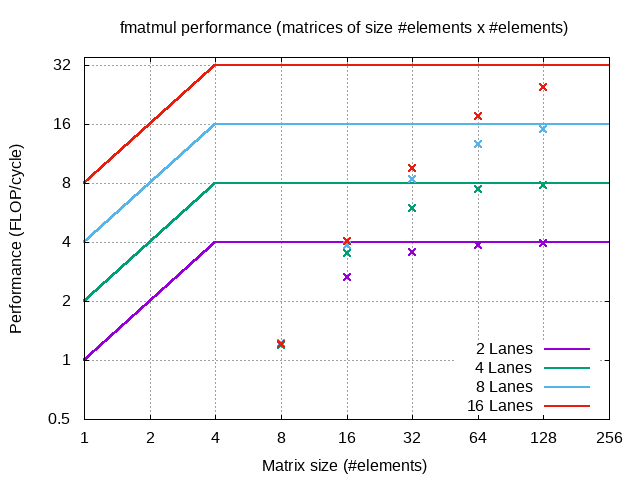 fmatmul performance (matrices of size #elements x #elements)
Performance (FLOP/cycle)
32
16
8
4
2
1
0.5
2 Lanes
4 Lanes
8 Lanes
16 Lanes
1 2 4 8 16 32 64 128 256
Matrix size (#elements)